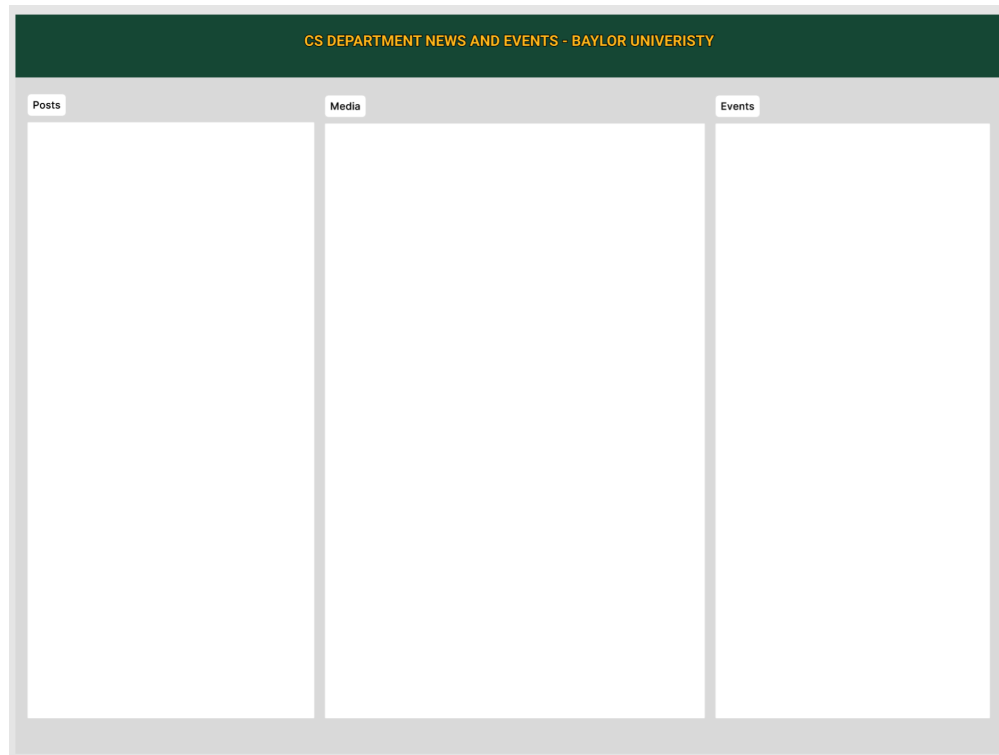 CS DEPARTMENT NEWS AND EVENTS - BAYLOR UNIVERISTY
Posts
Media
Events